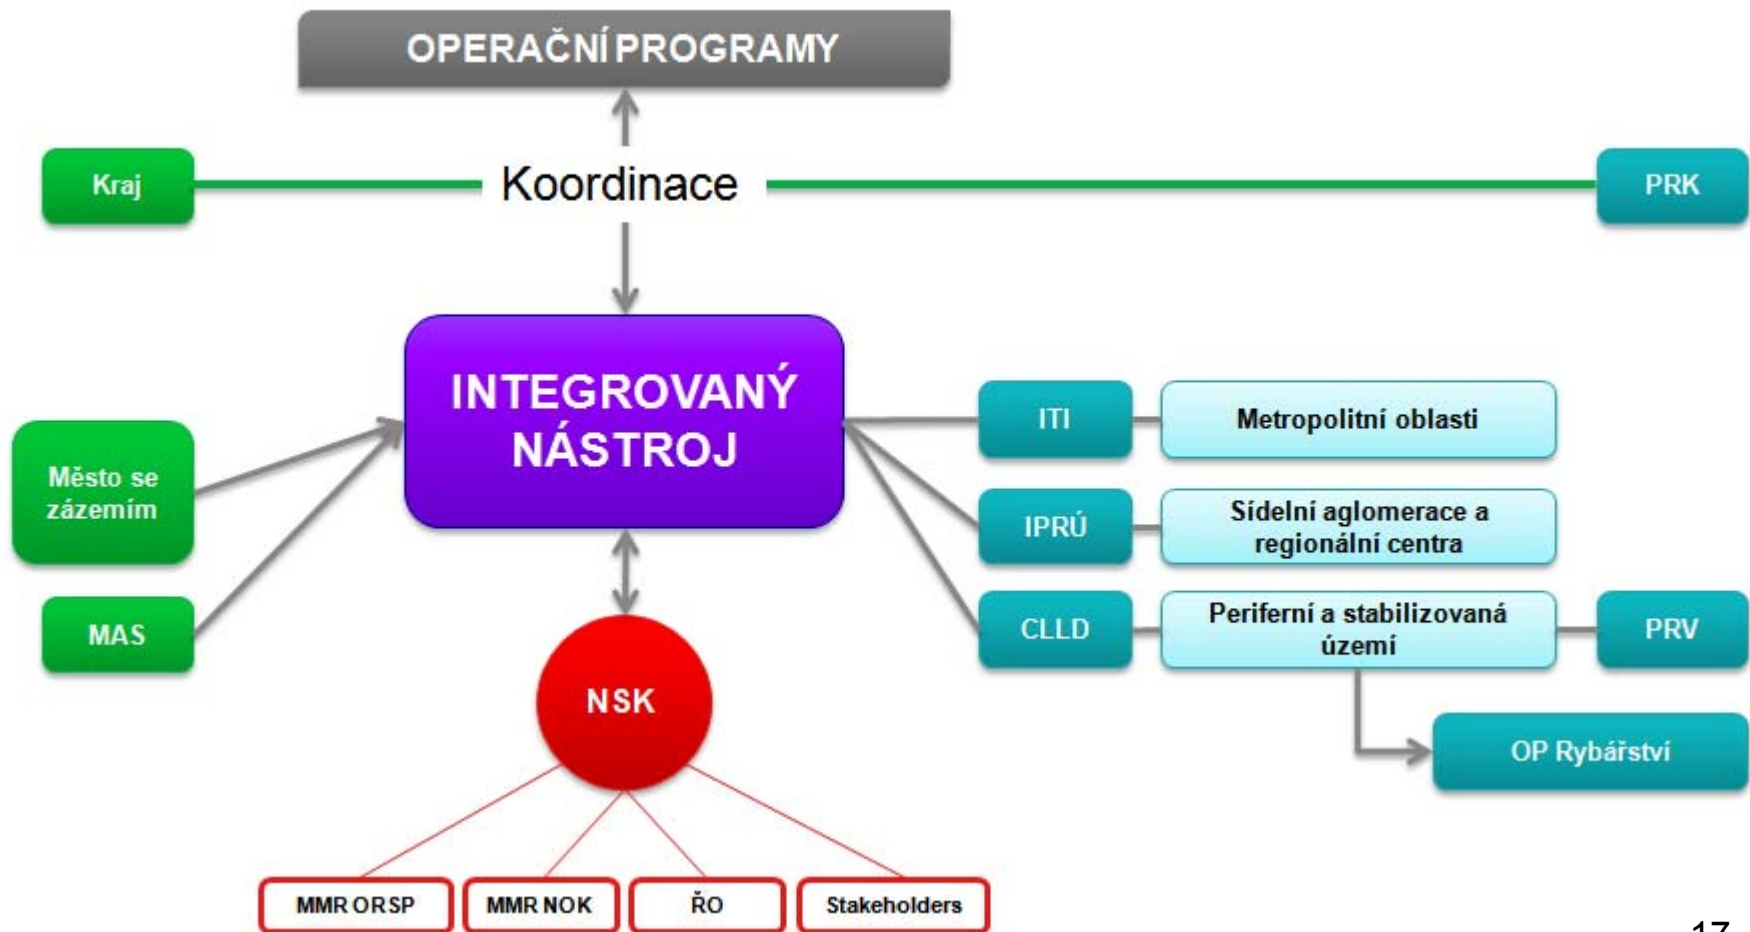 OPERAČNÍ PROGRAMY
Kraj
Koordinace
PRK
INTEGROVANÝ
NÁSTROJ
ITI
Metropolitní oblasti
Město se
zázemím
IPRÚ
Sídelní aglomerace a
regionální centra
MAS
CLLD
Periferní a stabilizovaná
území
PRV
NSK
OP Rybářství
MMR ORSP
MMR NOK
ŘO
Stakeholders
17